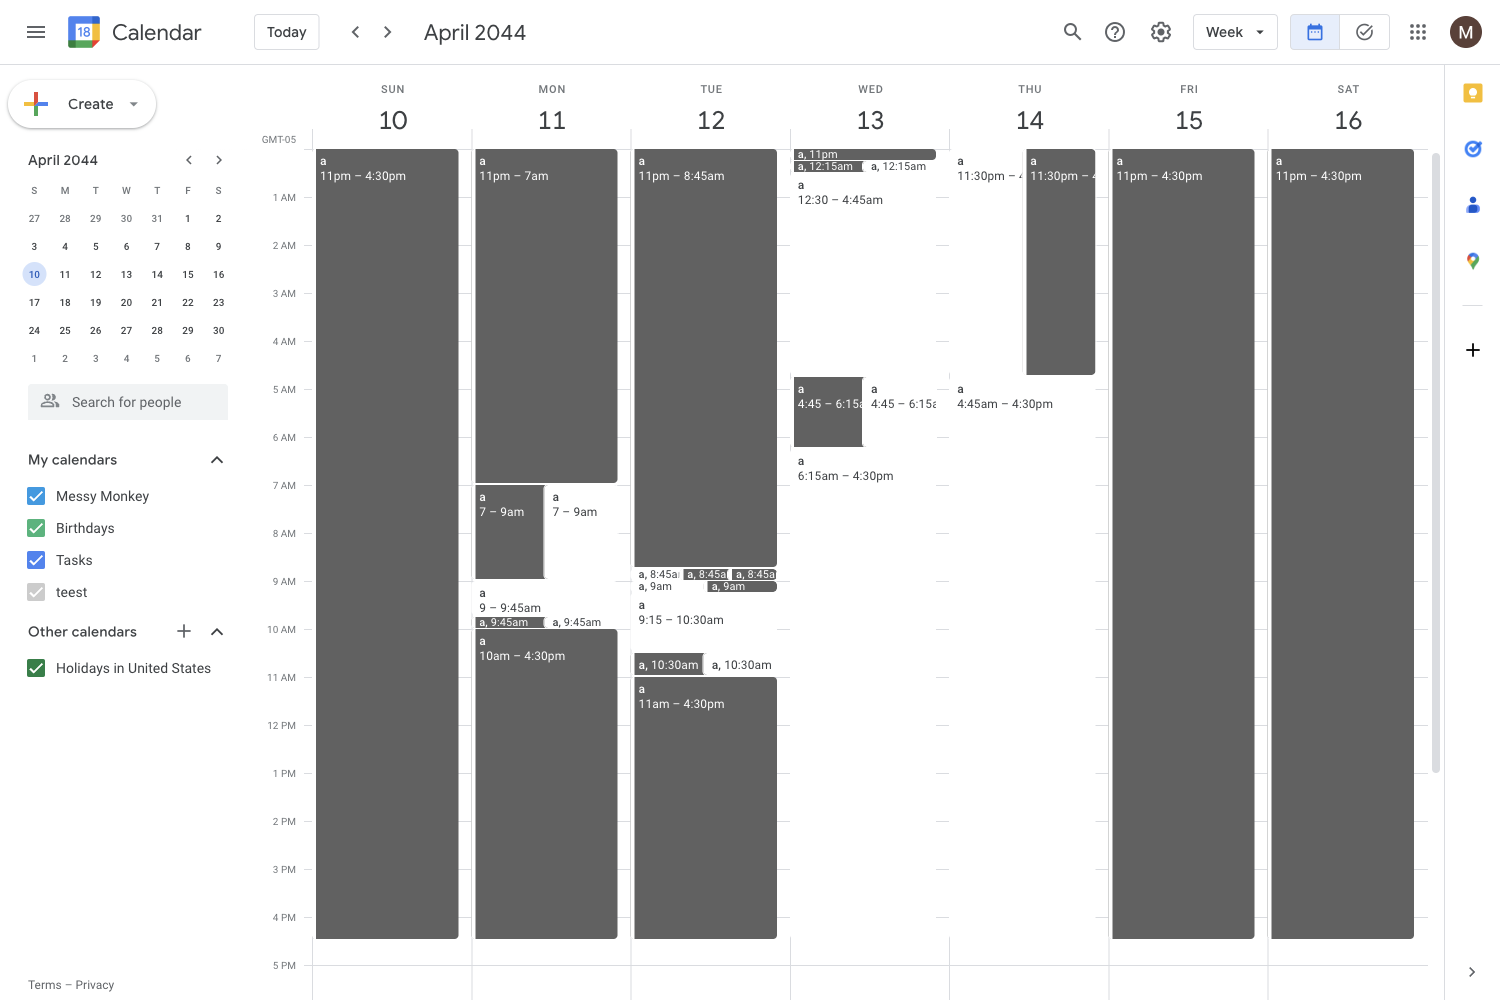 18 Calendar Today April 2044 Week M
Create
April 2044
S M T W T F S
27 28 29 30 31 1 2
3 4 5 6 7 8 9
10 11 12 13 14 15 16
17 18 19 20 21 22 23
24 25 26 27 28 29 30
1 2 3 4 5 6 7
Search for people
My calendars
Messy Monkey
Birthdays
Tasks
teest
Other calendars
Holidays in United States
Terms – Privacy
SUN MON TUE WED THU FRI SAT
10 11 12 13 14 15 16
GMT-05
1 AM
2 AM
3 AM
4 AM
5 AM
6 AM
7 AM
8 AM
9 AM
10 AM
11 AM
12 PM
1 PM
2 PM
3 PM
4 PM
5 PM
a
11pm – 4:30pm
a
11pm – 7am
a
7 – 9am
a
7 – 9am
a
9 – 9:45am
a, 9:45am
a, 9:45am
a
10am – 4:30pm
a
11pm – 8:45am
a, 8:45a
a, 8:45a
a, 8:45a
a, 9am
a, 9am
a
9:15 – 10:30am
a, 10:30am
a, 10:30am
a
11am – 4:30pm
a, 11pm
a, 12:15am
a, 12:15am
a
12:30 – 4:45am
a
4:45 – 6:15a
a
4:45 – 6:15a
a
6:15am – 4:30pm
a
11:30pm – 4
a
11:30pm – 4
a
4:45am – 4:30pm
a
11pm – 4:30pm
a
11pm – 4:30pm